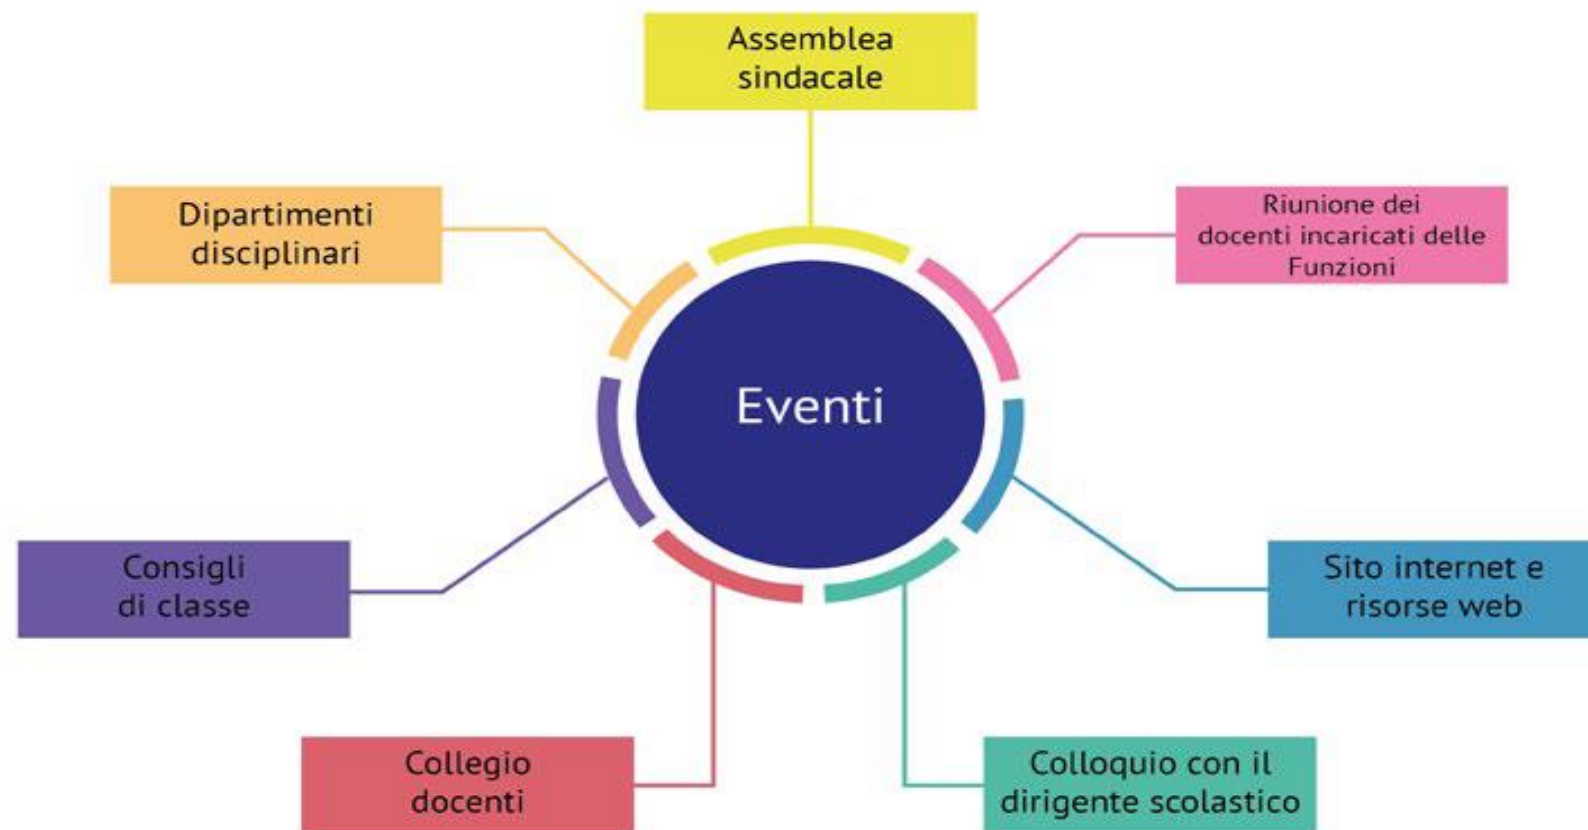 Assemblea
sindacale
Dipartimenti
disciplinari
Riunione dei
docenti incaricati delle
Funzioni
Eventi
Consigli
di classe
Sito internet e
risorse web
Collegio
docenti
Colloquio con il
dirigente scolastico